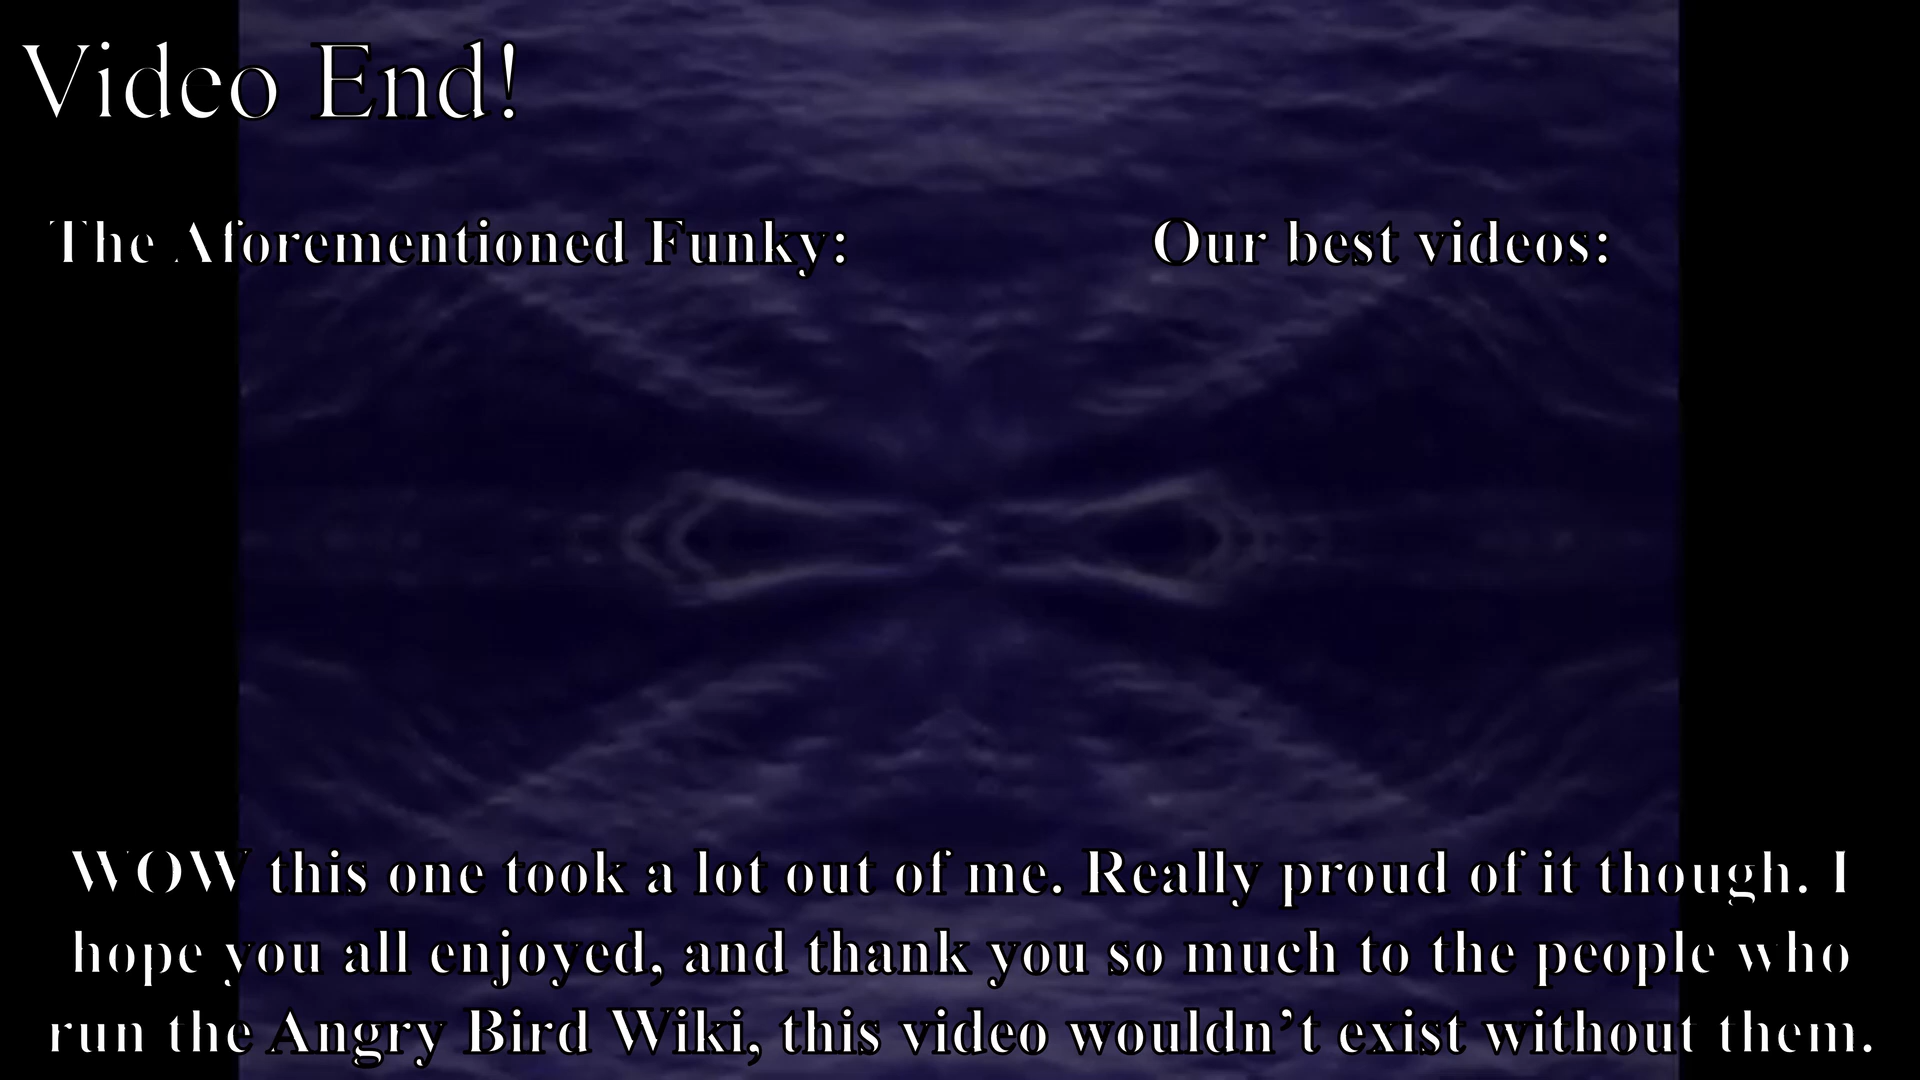 Video End!
The Aforementioned Funky:
Our best videos:
WOW this one took a lot out of me. Really proud of it though. I
hope you all enjoyed, and thank you so much to the people who
run the Angry Bird Wiki, this video wouldn't exist without them.